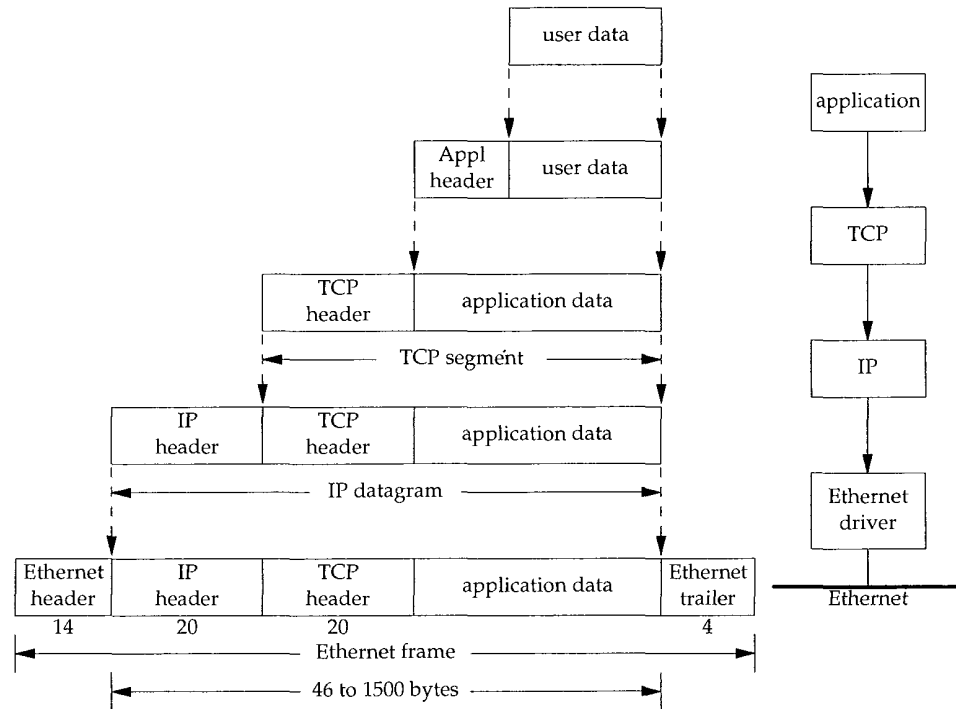 user data
application
Appl
header
user data
TCP
TCP
header
application data
TCP segment
IP
IP
header
TCP
header
application data
IP datagram
Ethernet
driver
Ethernet
header
IP
header
TCP
header
application data
Ethernet
trailer
Ethernet
14
20
20
4
Ethernet frame
46 to 1500 bytes